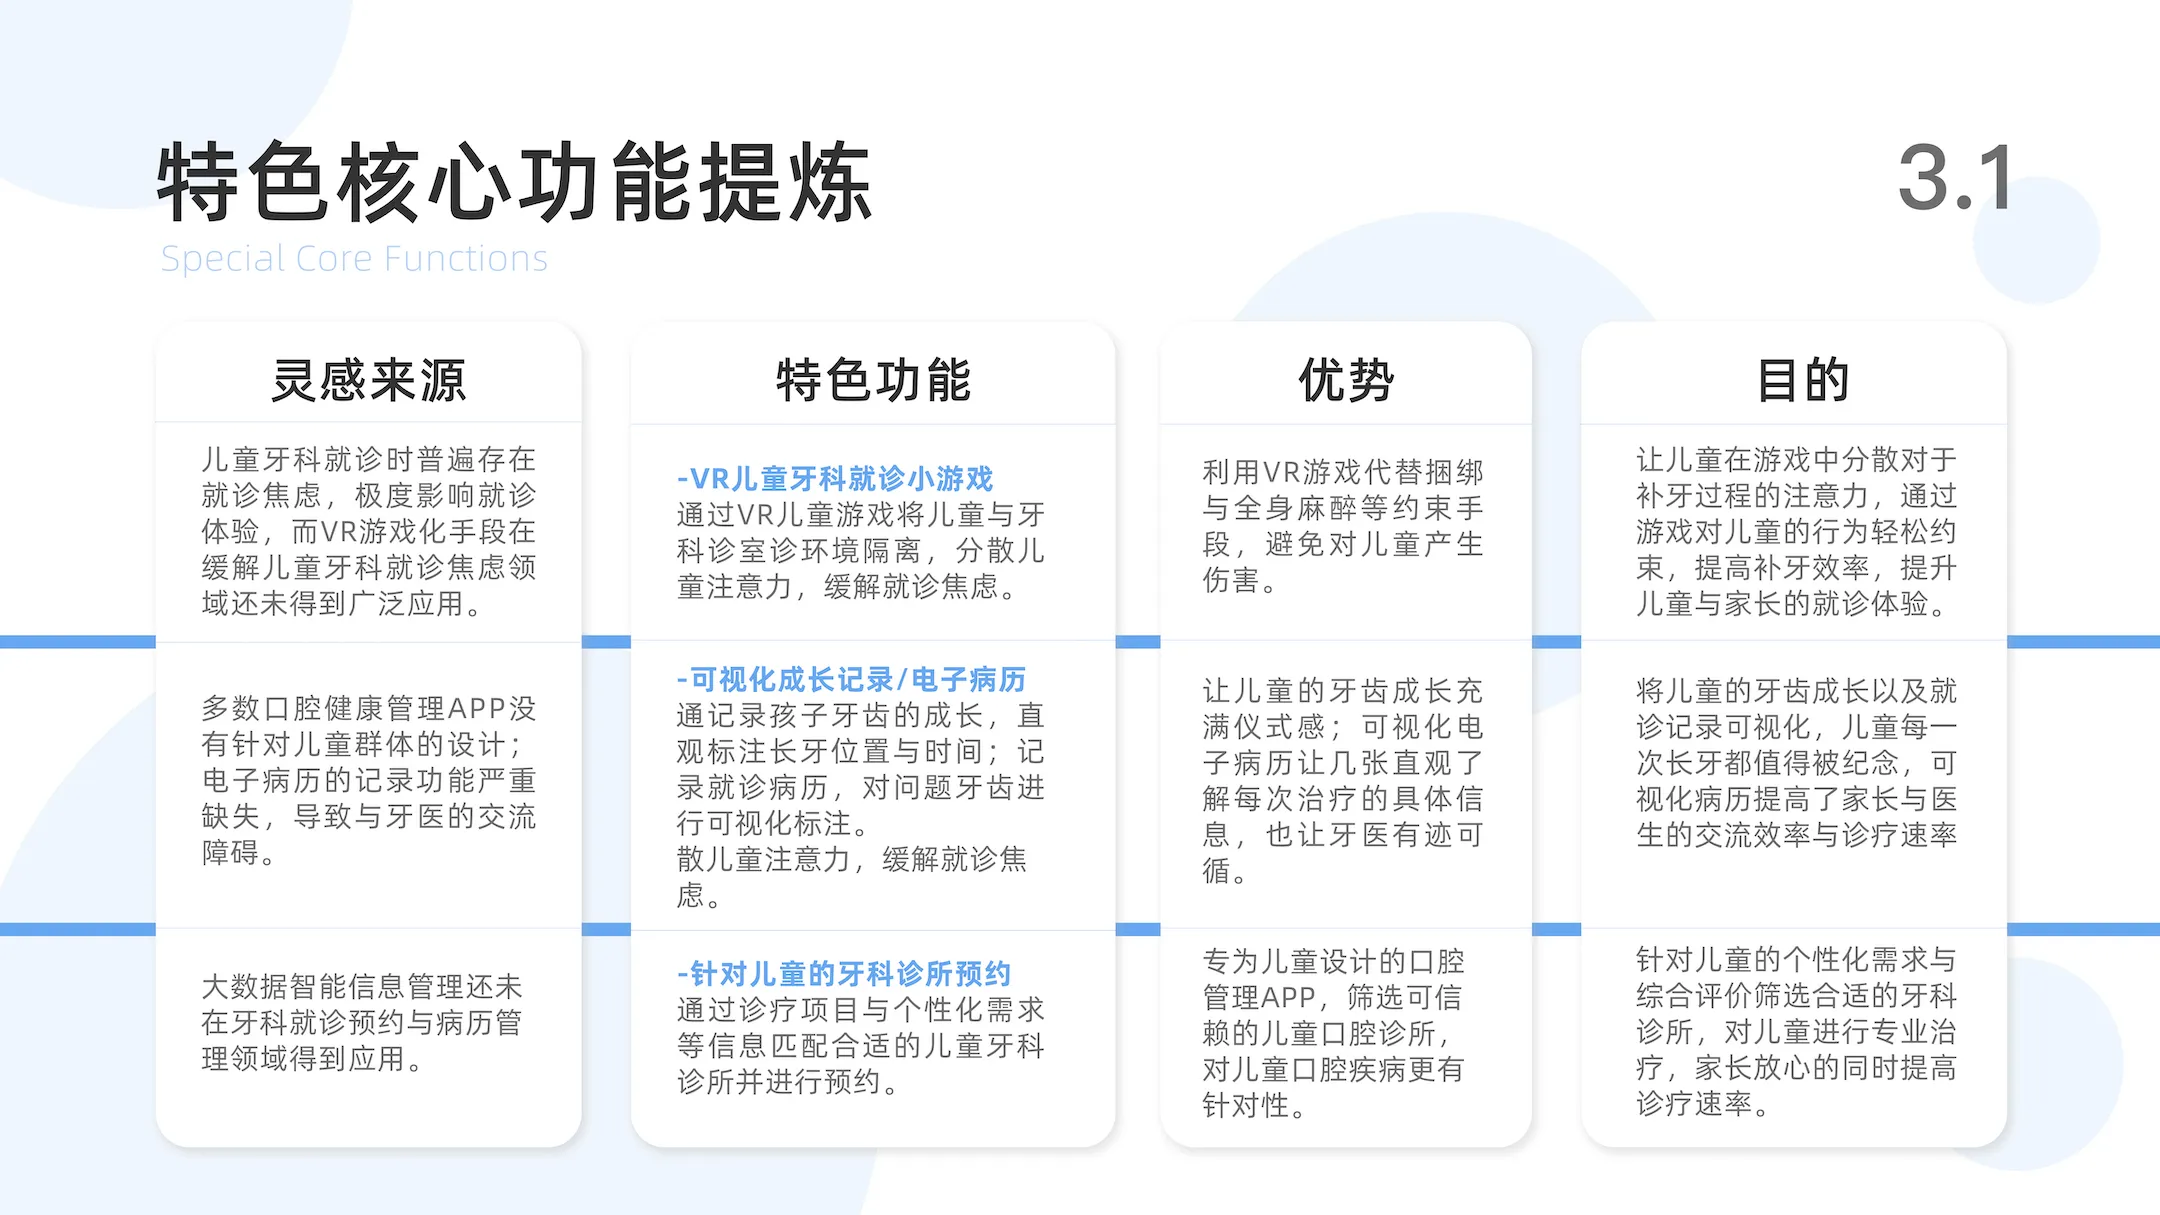 特色核心功能提炼
3.1
Special Core Functions
灵感来源
儿童牙科就诊时普遍存在
就诊焦虑，极度影响就诊
体验，而VR游戏化手段在
缓解儿童牙科就诊焦虑领
域还未得到广泛应用。
多数口腔健康管理APP没
有针对儿童群体的设计；
电子病历的记录功能严重
缺失，导致与牙医的交流
障碍。
大数据智能信息管理还未
在牙科就诊预约与病历管
理领域得到应用。
特色功能
-VR儿童牙科就诊小游戏
通过VR儿童游戏将儿童与牙
科诊室诊环境隔离，分散儿
童注意力，缓解就诊焦虑。
-可视化成长记录/电子病历
通记录孩子牙齿的成长，直
观标注长牙位置与时间；记
录就诊病历，对问题牙齿进
行可视化标注。
散儿童注意力，缓解就诊焦
虑。
-针对儿童的牙科诊所预约
通过诊疗项目与个性化需求
等信息匹配合适的儿童牙科
诊所并进行预约。
优势
利用VR游戏代替捆绑
与全身麻醉等约束手
段，避免对儿童产生
伤害。
让儿童的牙齿成长充
满仪式感；可视化电
子病历让几张直观了
解每次治疗的具体信
息，也让牙医有迹可
循。
专为儿童设计的口腔
管理APP，筛选可信
赖的儿童口腔诊所，
对儿童口腔疾病更有
针对性。
目的
让儿童在游戏中分散对于
补牙过程的注意力，通过
游戏对儿童的行为轻松约
束，提高补牙效率，提升
儿童与家长的就诊体验。
将儿童的牙齿成长以及就
诊记录可视化，儿童每一
次长牙都值得被纪念，可
视化病历提高了家长与医
生的交流效率与诊疗速率
针对儿童的个性化需求与
综合评价筛选合适的牙科
诊所，对儿童进行专业治
疗，家长放心的同时提高
诊疗速率。